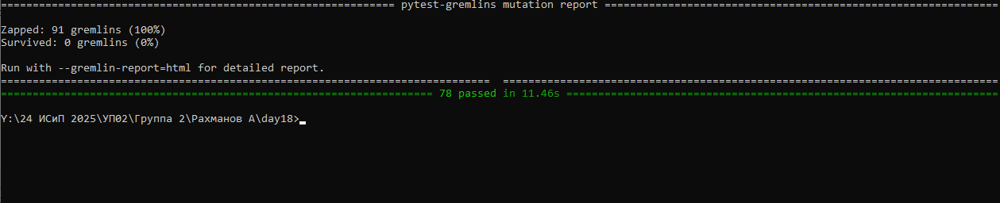 pytest-gremlins mutation report
Zapped: 91 gremlins (100%)
Survived: 0 gremlins (0%)
Run with --gremlin-report=html for detailed report.
78 passed in 11.46s
Y:\24 ИСиП 2025\УП02\Группа 2\Рахманов А\day18>